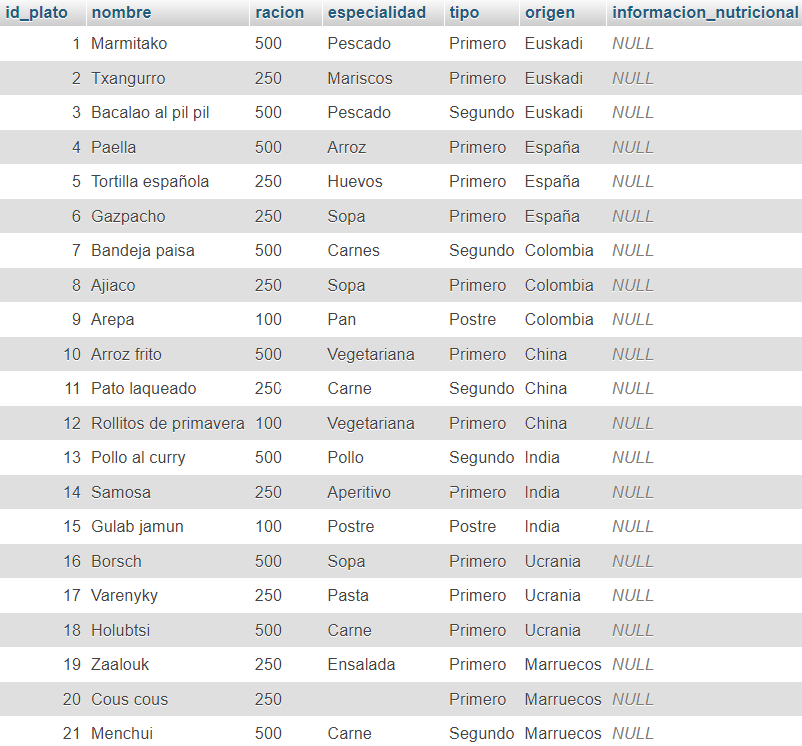 id_plato nombre racion especialidad tipo origen informacion_nutricional
1 Marmitako 500 Pescado Primero Euskadi NULL
2 Txangurro 250 Mariscos Primero Euskadi NULL
3 Bacalao al pil pil 500 Pescado Segundo Euskadi NULL
4 Paella 500 Arroz Primero España NULL
5 Tortilla española 250 Huevos Primero España NULL
6 Gazpacho 250 Sopa Primero España NULL
7 Bandeja paisa 500 Carnes Segundo Colombia NULL
8 Ajiaco 250 Sopa Primero Colombia NULL
9 Arepa 100 Pan Postre Colombia NULL
10 Arroz frito 500 Vegetariana Primero China NULL
11 Pato laqueado 250 Carne Segundo China NULL
12 Rollitos de primavera 100 Vegetariana Primero China NULL
13 Pollo al curry 500 Pollo Segundo India NULL
14 Samosa 250 Aperitivo Primero India NULL
15 Gulab jamun 100 Postre Postre India NULL
16 Borsch 500 Sopa Primero Ucrania NULL
17 Varenyky 250 Pasta Primero Ucrania NULL
18 Holubtsi 500 Carne Primero Ucrania NULL
19 Zaalouk 250 Ensalada Primero Marruecos NULL
20 Cous cous 250 Primero Marruecos NULL
21 Menchui 500 Carne Segundo Marruecos NULL